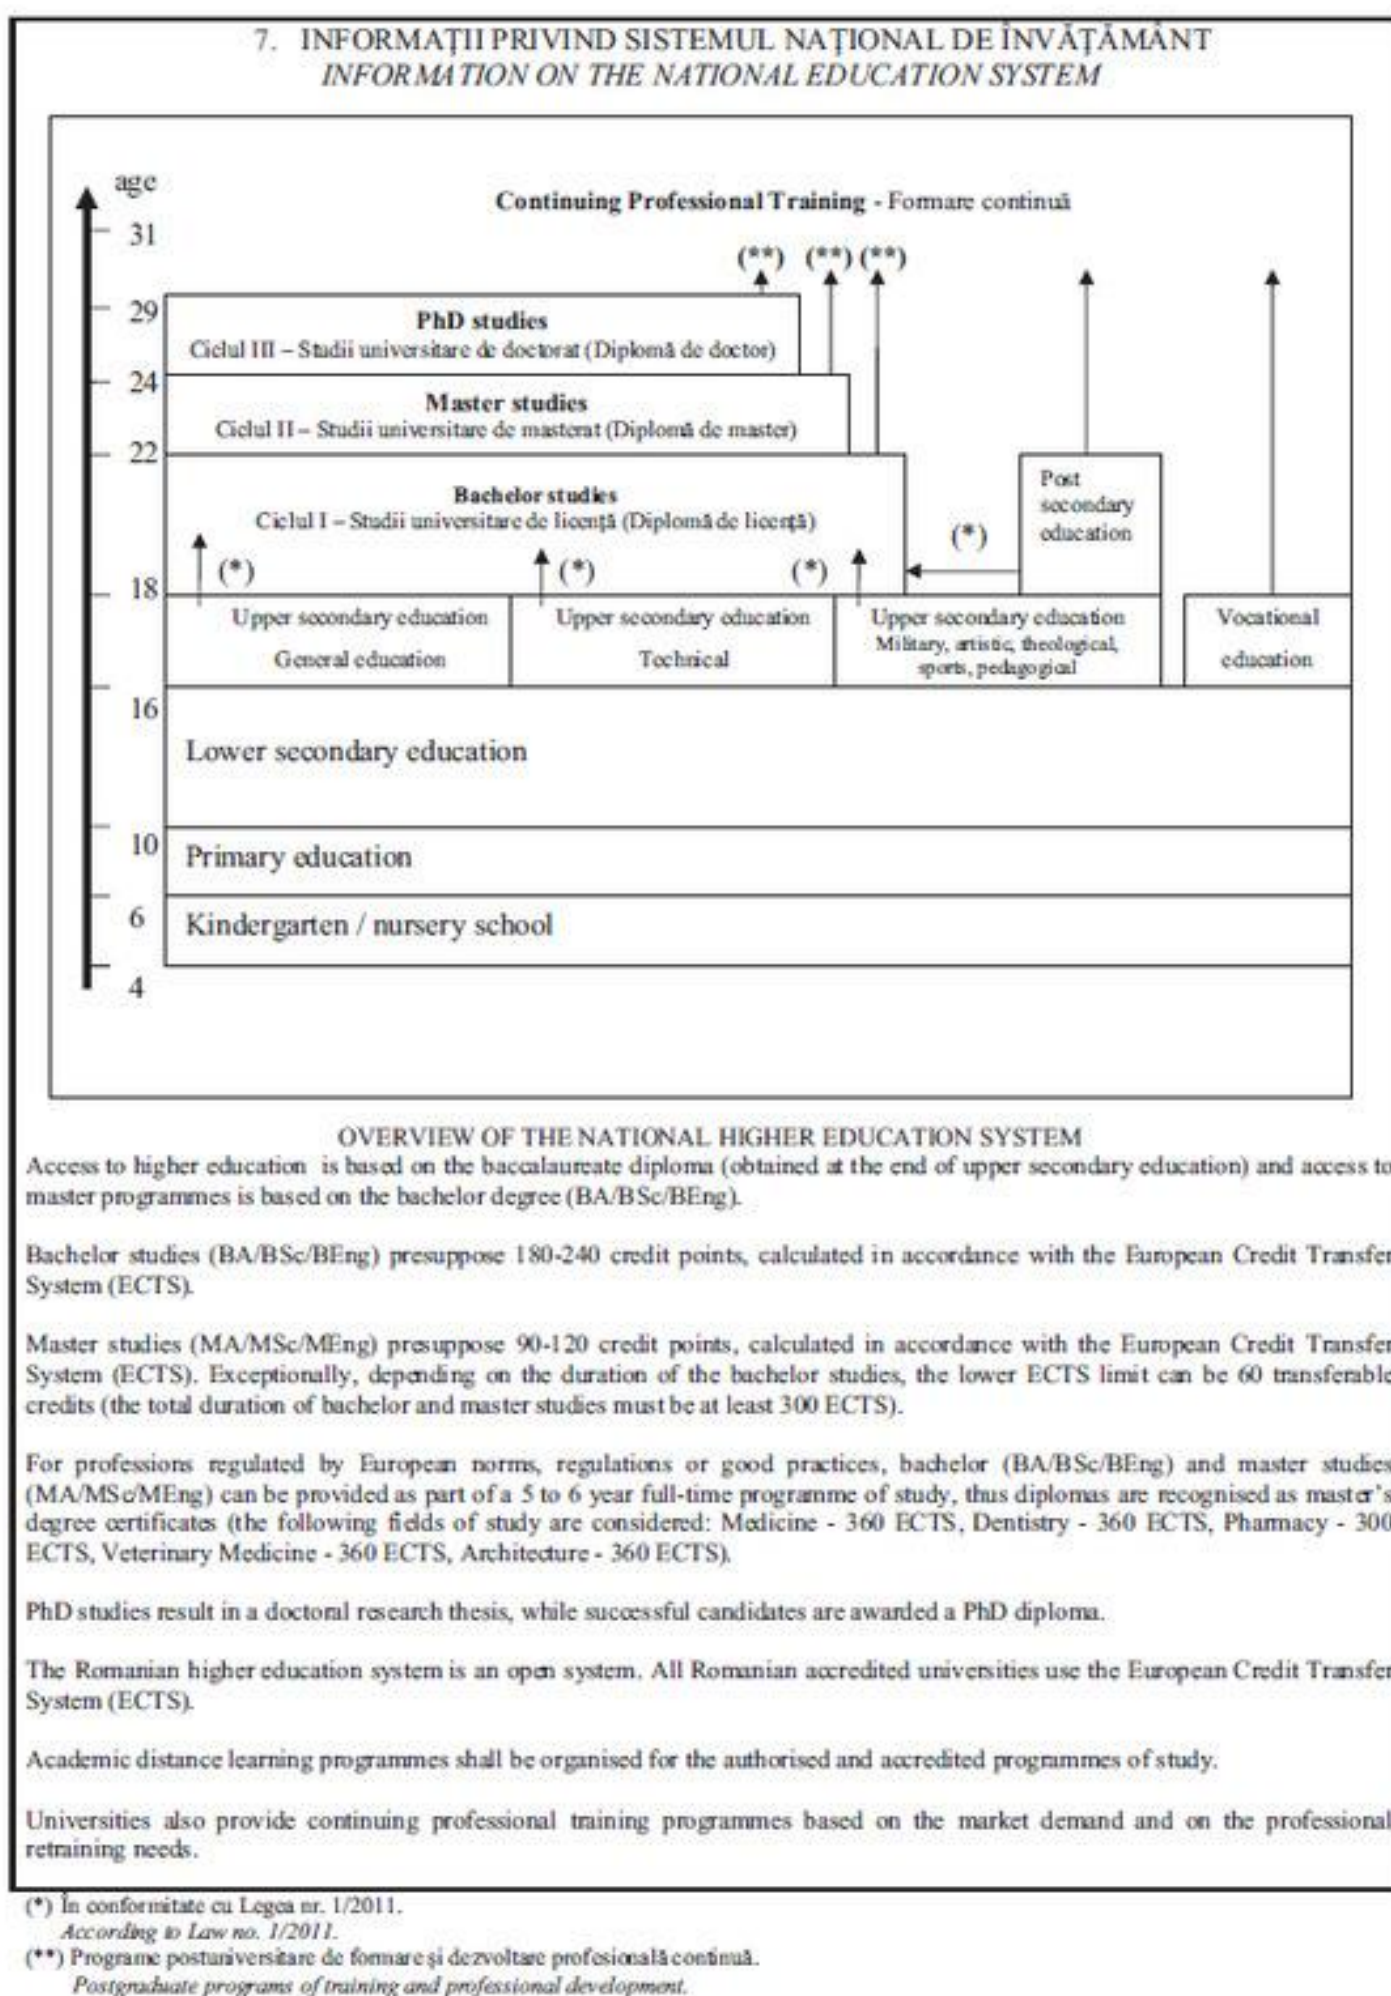 7. INFORMAȚII PRIVIND SISTEMUL NAȚIONAL DE ÎNVĂȚĂMÂNT
INFORMATION ON THE NATIONAL EDUCATION SYSTEM
age
Continuing Professional Training - Formare continuă
31
(**) (**) (**)
29
PhD studies
Ciclul III – Studii universitare de doctorat (Diplomă de doctor)
24
Master studies
Ciclul II – Studii universitare de masterat (Diplomă de master)
22
Bachelor studies
Ciclul I – Studii universitare de licență (Diplomă de licență)
Post
secondary
education
(*)
(*) (*) (*)
18
Upper secondary education
General education
Upper secondary education
Technical
Upper secondary education
Military, artistic, theological,
sports, pedagogical
Vocational
education
16
Lower secondary education
10
Primary education
6
Kindergarten / nursery school
4
OVERVIEW OF THE NATIONAL HIGHER EDUCATION SYSTEM
Access to higher education is based on the baccalaureate diploma (obtained at the end of upper secondary education) and access to
master programmes is based on the bachelor degree (BA/BSc/BEng).
Bachelor studies (BA/BSc/BEng) presuppose 180-240 credit points, calculated in accordance with the European Credit Transfer
System (ECTS).
Master studies (MA/MSc/MEng) presuppose 90-120 credit points, calculated in accordance with the European Credit Transfer
System (ECTS). Exceptionally, depending on the duration of the bachelor studies, the lower ECTS limit can be 60 transferable
credits (the total duration of bachelor and master studies must be at least 300 ECTS).
For professions regulated by European norms, regulations or good practices, bachelor (BA/BSc/BEng) and master studies
(MA/MSc/MEng) can be provided as part of a 5 to 6 year full-time programme of study, thus diplomas are recognised as master's
degree certificates (the following fields of study are considered: Medicine - 360 ECTS, Dentistry - 360 ECTS, Pharmacy - 300
ECTS, Veterinary Medicine - 360 ECTS, Architecture - 360 ECTS).
PhD studies result in a doctoral research thesis, while successful candidates are awarded a PhD diploma.
The Romanian higher education system is an open system. All Romanian accredited universities use the European Credit Transfer
System (ECTS).
Academic distance learning programmes shall be organised for the authorised and accredited programmes of study.
Universities also provide continuing professional training programmes based on the market demand and on the professional
retraining needs.
(*) În conformitate cu Legea nr. 1/2011.
According to Law no. 1/2011.
(**) Programe postuniversitare de formare și dezvoltare profesională continuă.
Postgraduate programs of training and professional development.